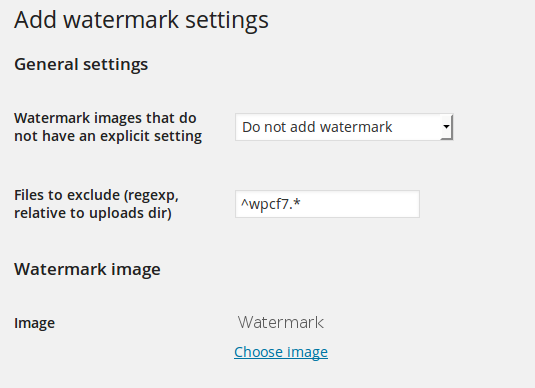 Add watermark settings
General settings
Watermark images that do
not have an explicit setting
Do not add watermark
Files to exclude (regexp,
relative to uploads dir)
^wpcf7.*
Watermark image
Image
Watermark
Choose image